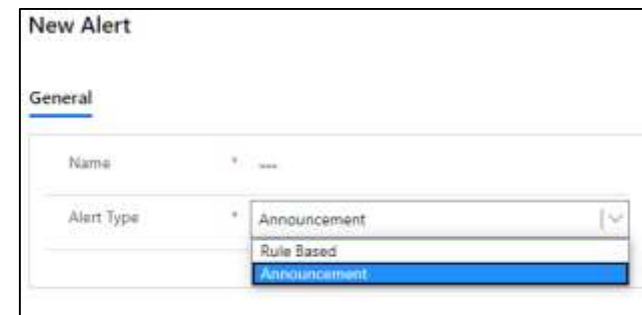 New Alert
General
Name * ---
Alert Type * Announcement
Rule Based
Announcement